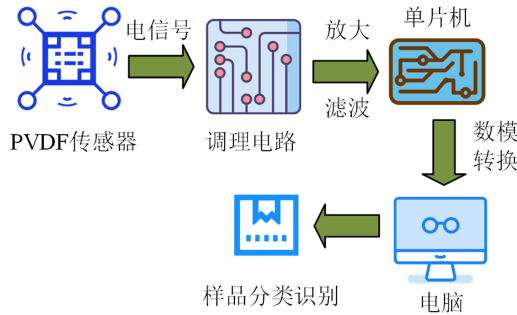 单片机
电信号
放大
滤波
PVDF传感器
调理电路
数模
转换
样品分类识别
电脑